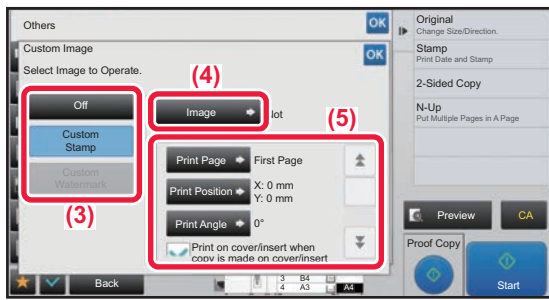 Others
OK
Custom Image
OK
Select Image to Operate.
(4)
Off
Image
lot
(5)
Custom
Stamp
Custom
Watermark
(3)
Print Page
First Page
Print Position
X: 0 mm
Y: 0 mm
Print Angle
0°
Print on cover/insert when
copy is made on cover/insert
Back
3 B4
4 A3
A4
Original
Change Size/Direction.
Stamp
Print Date and Stamp
2-Sided Copy
N-Up
Put Multiple Pages in A Page
Preview
CA
Proof Copy
Start